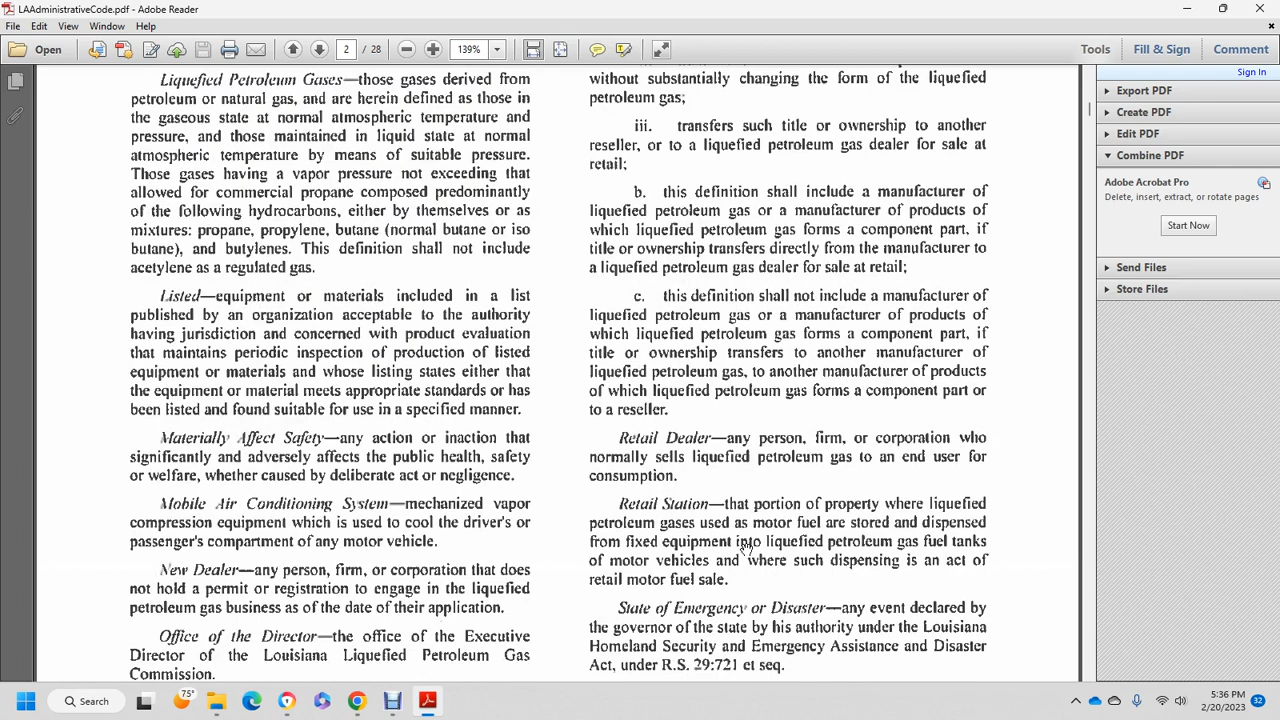 LAAdministrativeCode.pdf - Adobe Reader
File Edit View Window Help
Open 2 / 28 139% Tools Fill & Sign Comment
Sign In
Export PDF
Create PDF
Edit PDF
Combine PDF
Adobe Acrobat Pro
Delete, insert, extract, or rotate pages
Start Now
Send Files
Store Files
Liquefied Petroleum Gases—those gases derived from
petroleum or natural gas, and are herein defined as those in
the gaseous state at normal atmospheric temperature and
pressure, and those maintained in liquid state at normal
atmospheric temperature by means of suitable pressure.
Those gases having a vapor pressure not exceeding that
allowed for commercial propane composed predominantly
of the following hydrocarbons, either by themselves or as
mixtures: propane, propylene, butane (normal butane or iso
butane), and butylenes. This definition shall not include
acetylene as a regulated gas.
Listed—equipment or materials included in a list
published by an organization acceptable to the authority
having jurisdiction and concerned with product evaluation
that maintains periodic inspection of production of listed
equipment or materials and whose listing states either that
the equipment or material meets appropriate standards or has
been listed and found suitable for use in a specified manner.
Materially Affect Safety—any action or inaction that
significantly and adversely affects the public health, safety
or welfare, whether caused by deliberate act or negligence.
Mobile Air Conditioning System—mechanized vapor
compression equipment which is used to cool the driver's or
passenger's compartment of any motor vehicle.
New Dealer—any person, firm, or corporation that does
not hold a permit or registration to engage in the liquefied
petroleum gas business as of the date of their application.
Office of the Director—the office of the Executive
Director of the Louisiana Liquefied Petroleum Gas
Commission.
without substantially changing the form of the liquefied
petroleum gas;
iii. transfers such title or ownership to another
reseller, or to a liquefied petroleum gas dealer for sale at
retail;
b. this definition shall include a manufacturer of
liquefied petroleum gas or a manufacturer of products of
which liquefied petroleum gas forms a component part, if
title or ownership transfers directly from the manufacturer to
a liquefied petroleum gas dealer for sale at retail;
c. this definition shall not include a manufacturer of
liquefied petroleum gas or a manufacturer of products of
which liquefied petroleum gas forms a component part, if
title or ownership transfers to another manufacturer of
liquefied petroleum gas, to another manufacturer of products
of which liquefied petroleum gas forms a component part or
to a reseller.
Retail Dealer—any person, firm, or corporation who
normally sells liquefied petroleum gas to an end user for
consumption.
Retail Station—that portion of property where liquefied
petroleum gases used as motor fuel are stored and dispensed
from fixed equipment into liquefied petroleum gas fuel tanks
of motor vehicles and where such dispensing is an act of
retail motor fuel sale.
State of Emergency or Disaster—any event declared by
the governor of the state by his authority under the Louisiana
Homeland Security and Emergency Assistance and Disaster
Act, under R.S. 29:721 et seq.
Search 75° 5:36 PM
2/20/2023 32